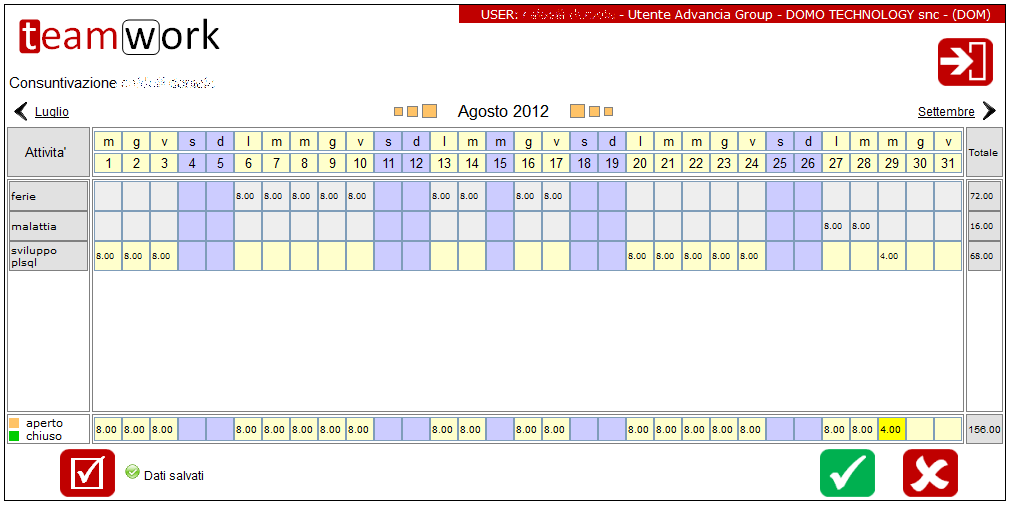 USER: - Utente Advancia Group - DOMO TECHNOLOGY snc - (DOM)
teamwork
Consuntivazione
Luglio Agosto 2012 Settembre
Attivita' m g v s d l m m g v s d l m m g v s d l m m g v s d l m m g v Totale
1 2 3 4 5 6 7 8 9 10 11 12 13 14 15 16 17 18 19 20 21 22 23 24 25 26 27 28 29 30 31
ferie 8.00 8.00 8.00 8.00 8.00 8.00 8.00 8.00 8.00 72.00
malattia 8.00 8.00 16.00
sviluppo
plsql 8.00 8.00 8.00 8.00 8.00 8.00 8.00 8.00 4.00 68.00
aperto
chiuso
8.00 8.00 8.00 8.00 8.00 8.00 8.00 8.00 8.00 8.00 8.00 8.00 8.00 8.00 8.00 8.00 8.00 8.00 8.00 4.00 156.00
Dati salvati